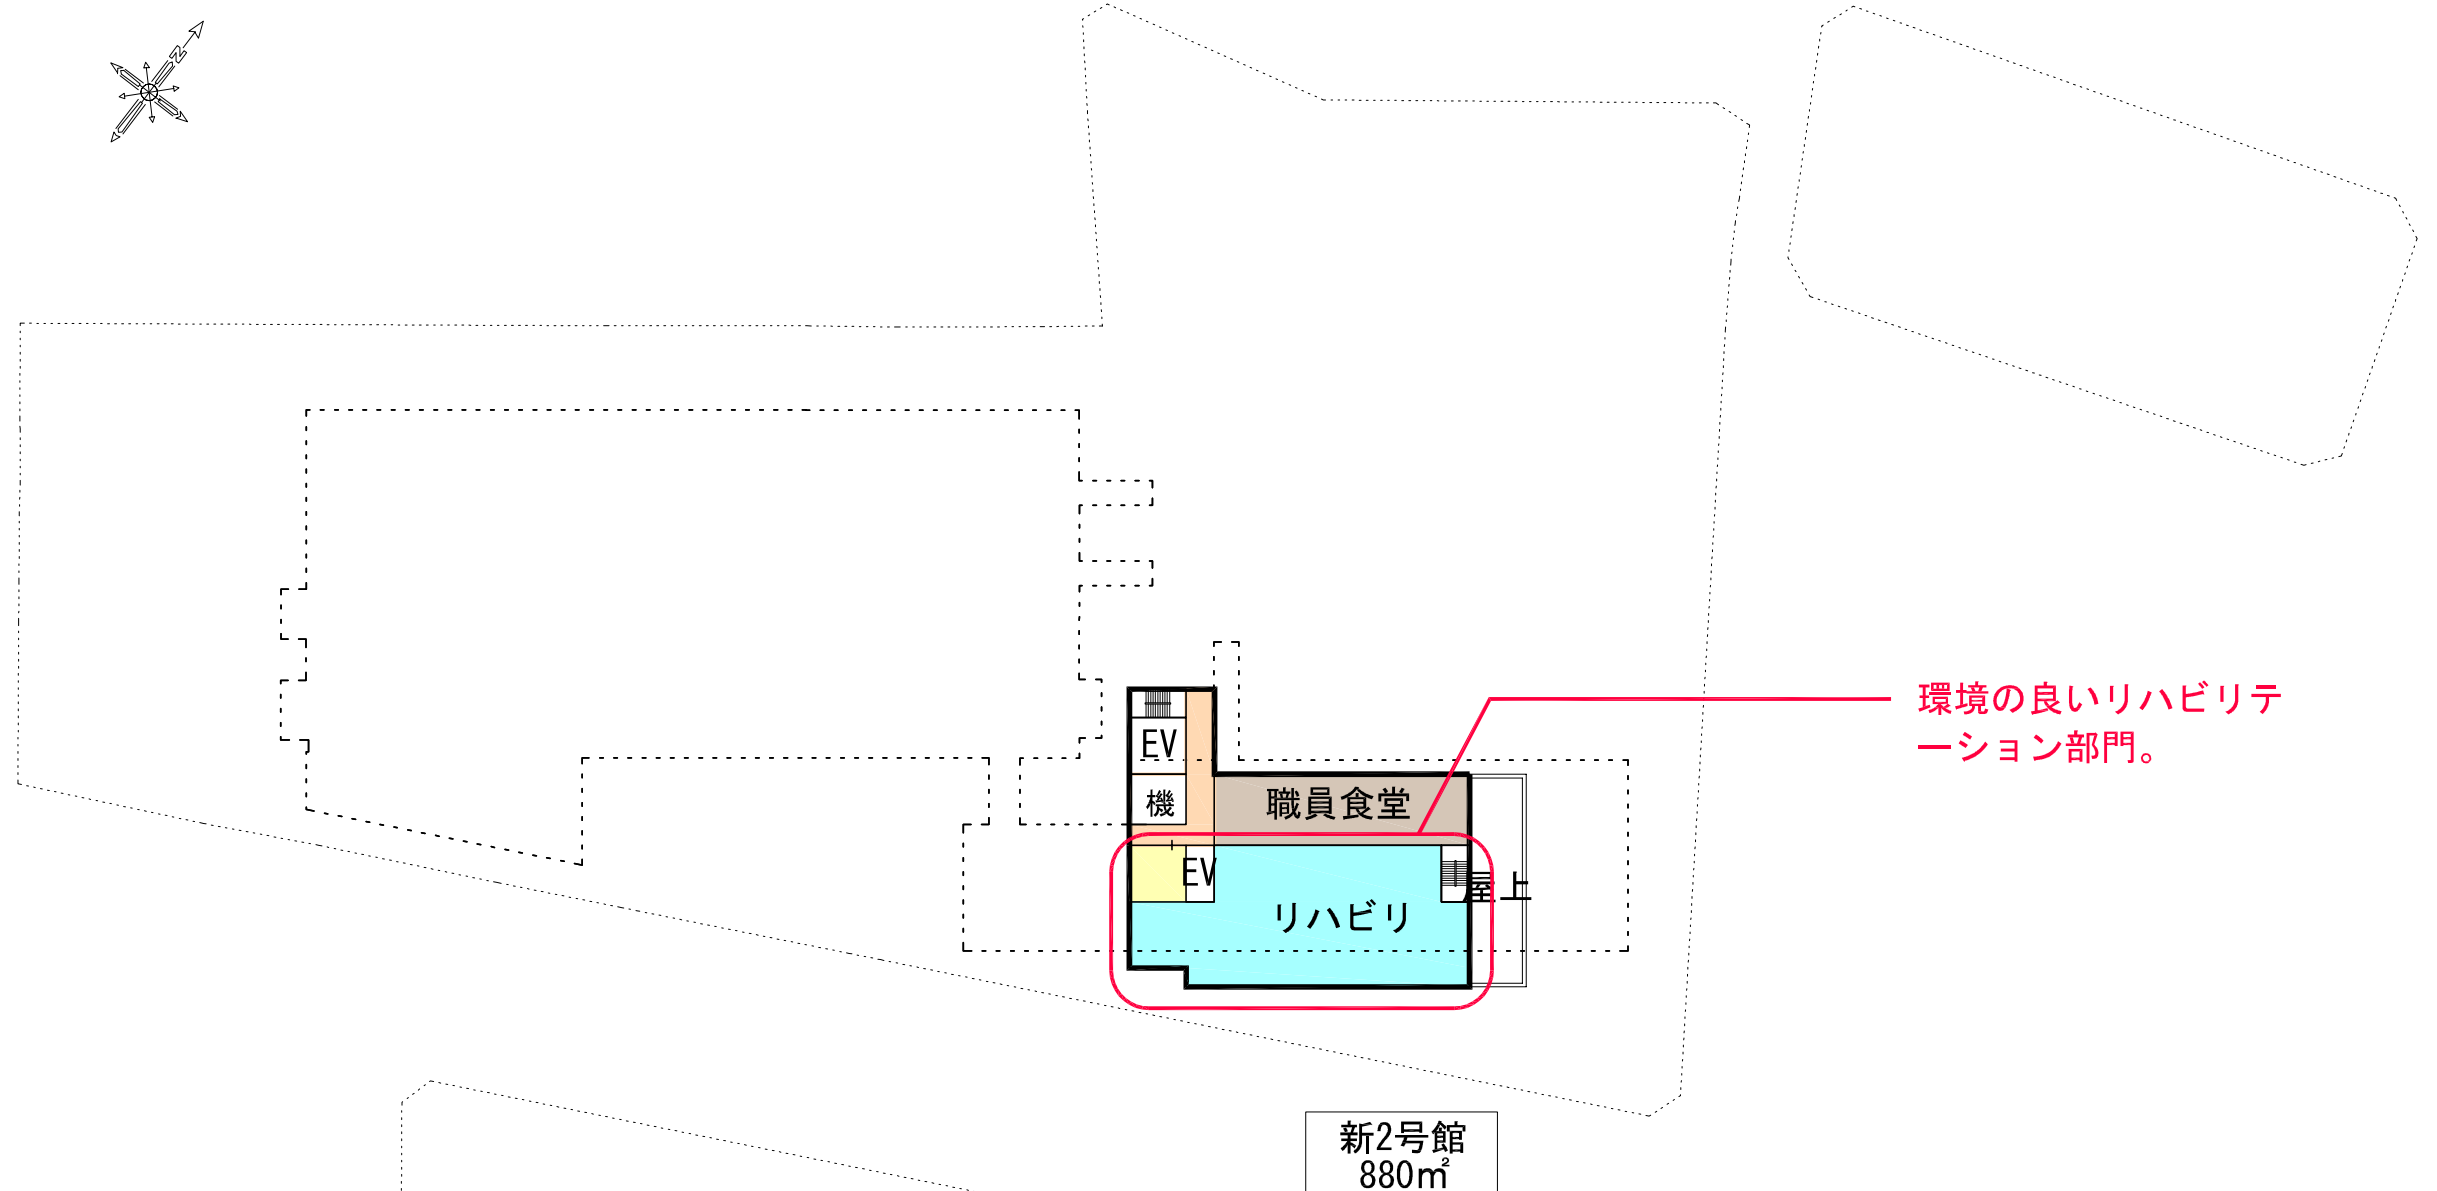 N
環境の良いリハビリテ
ーション部門。
EV
機
職員食堂
EV
屋上
リハビリ
新2号館
880㎡